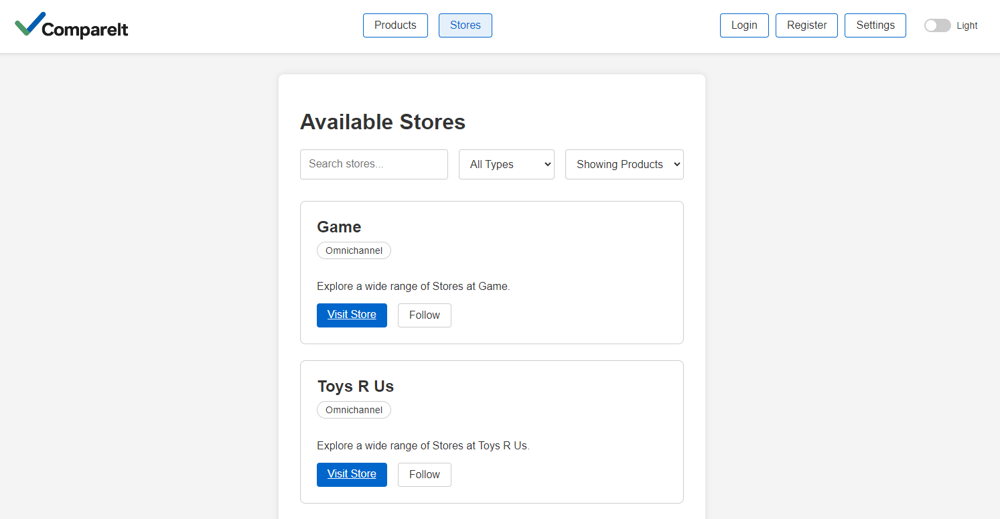 CompareIt
Products
Stores
Login
Register
Settings
Light
Available Stores
Search stores...
All Types
Showing Products
Game
Omnichannel
Explore a wide range of Stores at Game.
Visit Store
Follow
Toys R Us
Omnichannel
Explore a wide range of Stores at Toys R Us.
Visit Store
Follow